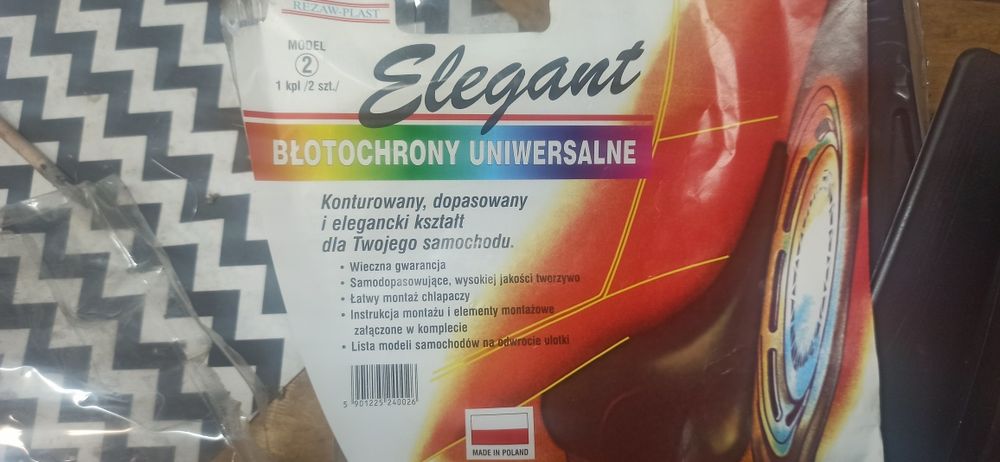 REZAW-PLAST
MODEL
2
1 kpl /2 szt./
Elegant
BŁOTOCHRONY UNIWERSALNE
Konturowany, dopasowany
i elegancki kształt
dla Twojego samochodu.
• Wieczna gwarancja
• Samodopasowujące, wysokiej jakości tworzywo
• Łatwy montaż chlapaczy
• Instrukcja montażu i elementy montażowe
załączone w komplecie
• Lista modeli samochodów na odwrocie ulotki
5 901225 240026
MADE IN POLAND